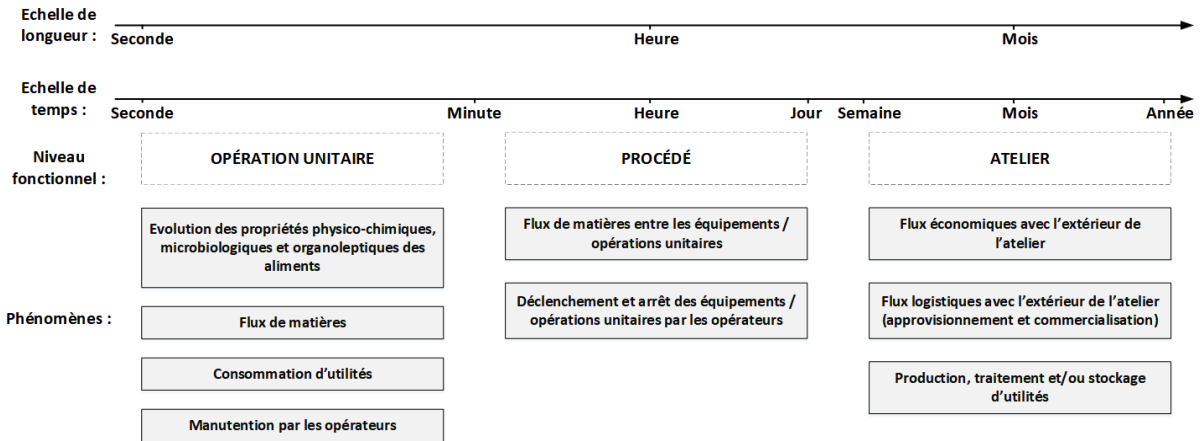 Echelle de
longueur :
Seconde Heure Mois
Echelle de
temps :
Seconde Minute Heure Jour Semaine Mois Année
Niveau
fonctionnel :
OPÉRATION UNITAIRE
PROCÉDÉ
ATELIER
Phénomènes :
Evolution des propriétés physico-chimiques,
microbiologiques et organoleptiques des
aliments
Flux de matières
Consommation d’utilités
Manutention par les opérateurs
Flux de matières entre les équipements /
opérations unitaires
Déclenchement et arrêt des équipements /
opérations unitaires par les opérateurs
Flux économiques avec l’extérieur de
l’atelier
Flux logistiques avec l’extérieur de l’atelier
(approvisionnement et commercialisation)
Production, traitement et/ou stockage
d’utilités